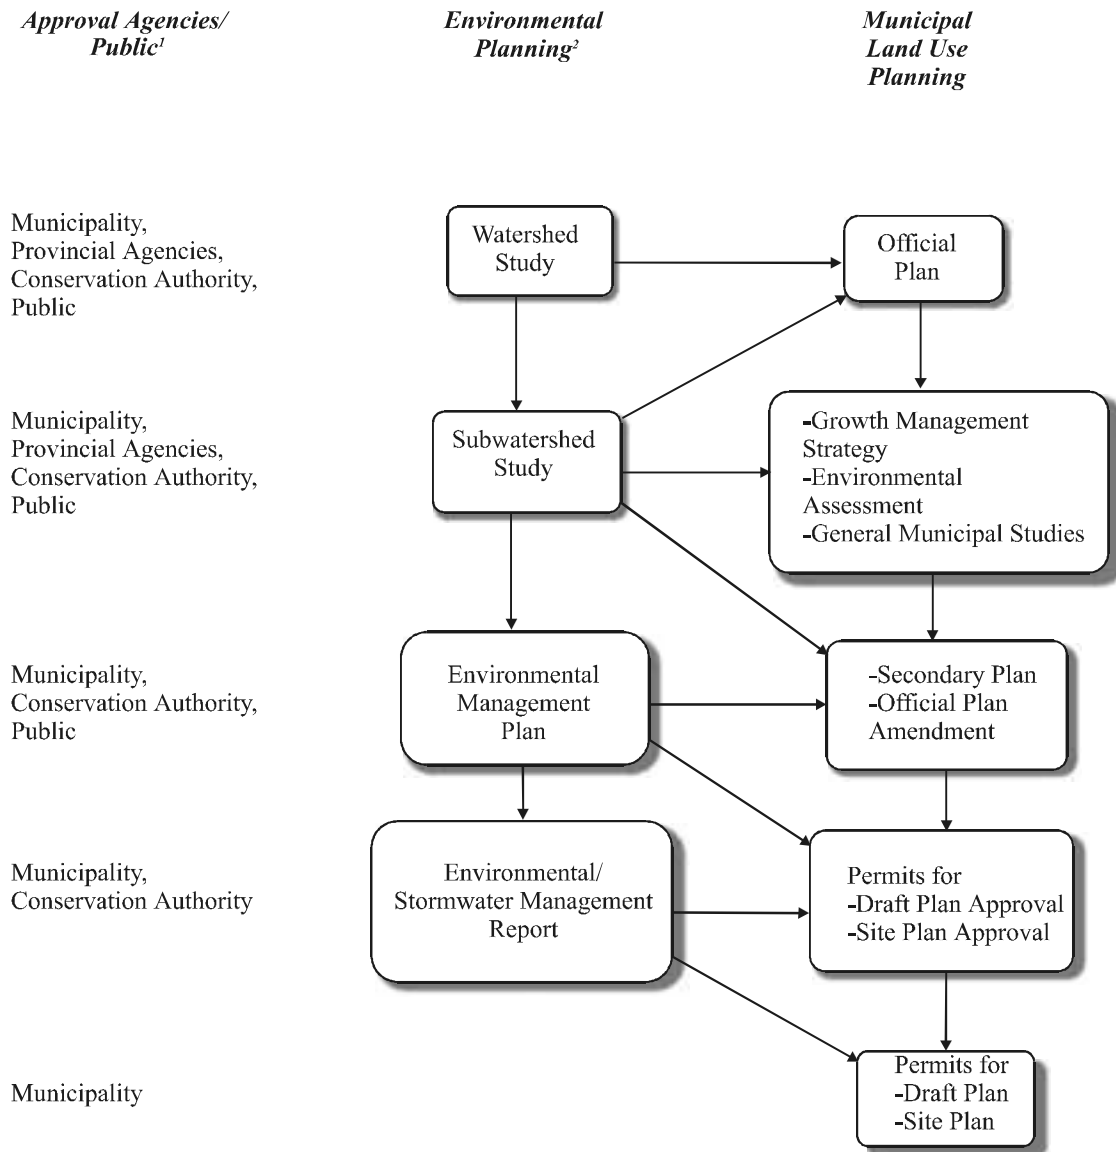 Approval Agencies/
Public1
Environmental
Planning2
Municipal
Land Use
Planning
Municipality,
Provincial Agencies,
Conservation Authority,
Public
Watershed
Study
Official
Plan
Municipality,
Provincial Agencies,
Conservation Authority,
Public
Subwatershed
Study
-Growth Management
Strategy
-Environmental
Assessment
-General Municipal Studies
Municipality,
Conservation Authority,
Public
Environmental
Management
Plan
-Secondary Plan
-Official Plan
Amendment
Municipality,
Conservation Authority
Environmental/
Stormwater Management
Report
Permits for
-Draft Plan Approval
-Site Plan Approval
Municipality
Permits for
-Draft Plan
-Site Plan